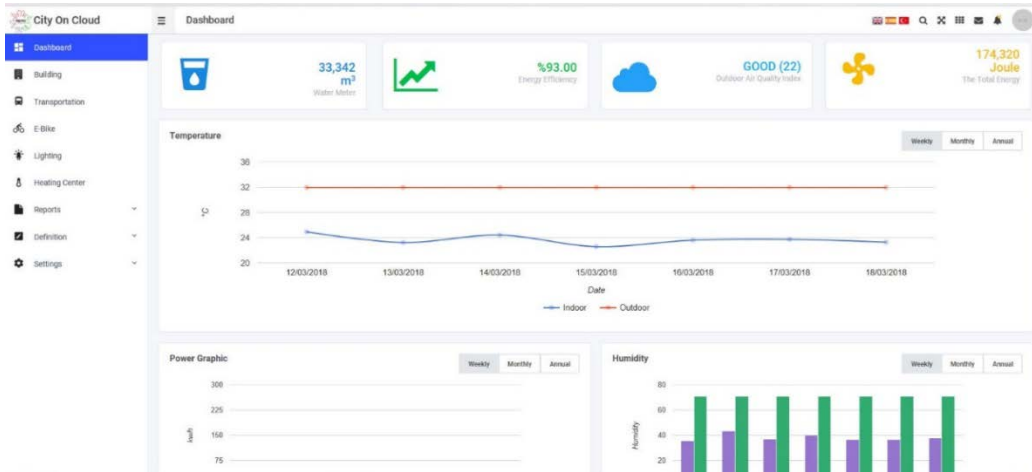 City On Cloud
Dashboard
Dashboard
Building
Transportation
E-Bike
Lighting
Heating Center
Reports
Definition
Settings
33,342
m³
Water Meter
%93.00
Energy Efficiency
GOOD (22)
Outdoor Air Quality Index
174,320
Joule
The Total Energy
Temperature
Weekly Monthly Annual
36
32
28
24
20
°C
12/03/2018 13/03/2018 14/03/2018 15/03/2018 16/03/2018 17/03/2018 18/03/2018
Date
Indoor Outdoor
Power Graphic
Weekly Monthly Annual
300
225
150
75
Humidity
Weekly Monthly Annual
80
60
40
20
Humidity